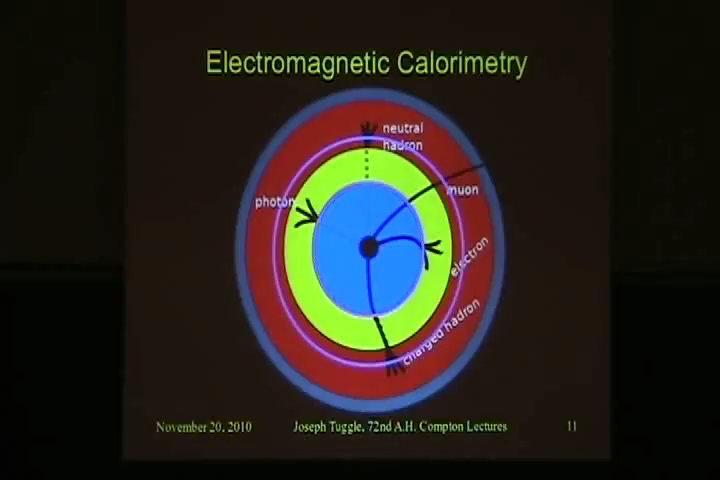 Electromagnetic Calorimetry
neutral
hadron
photon
muon
electron
charged hadron
November 20, 2010
Joseph Tuggle, 72nd A.H. Compton Lectures
11